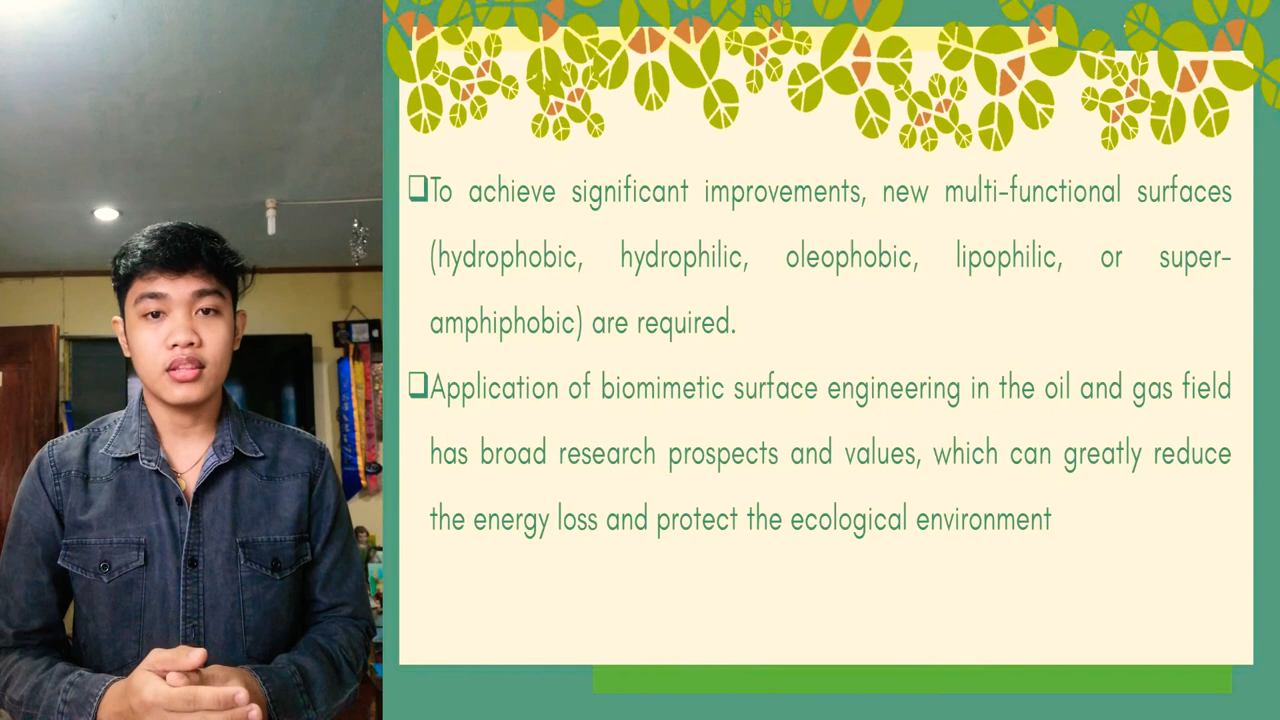 ❑To achieve significant improvements, new multi-functional surfaces
(hydrophobic, hydrophilic, oleophobic, lipophilic, or super-
amphiphobic) are required.
❑Application of biomimetic surface engineering in the oil and gas field
has broad research prospects and values, which can greatly reduce
the energy loss and protect the ecological environment